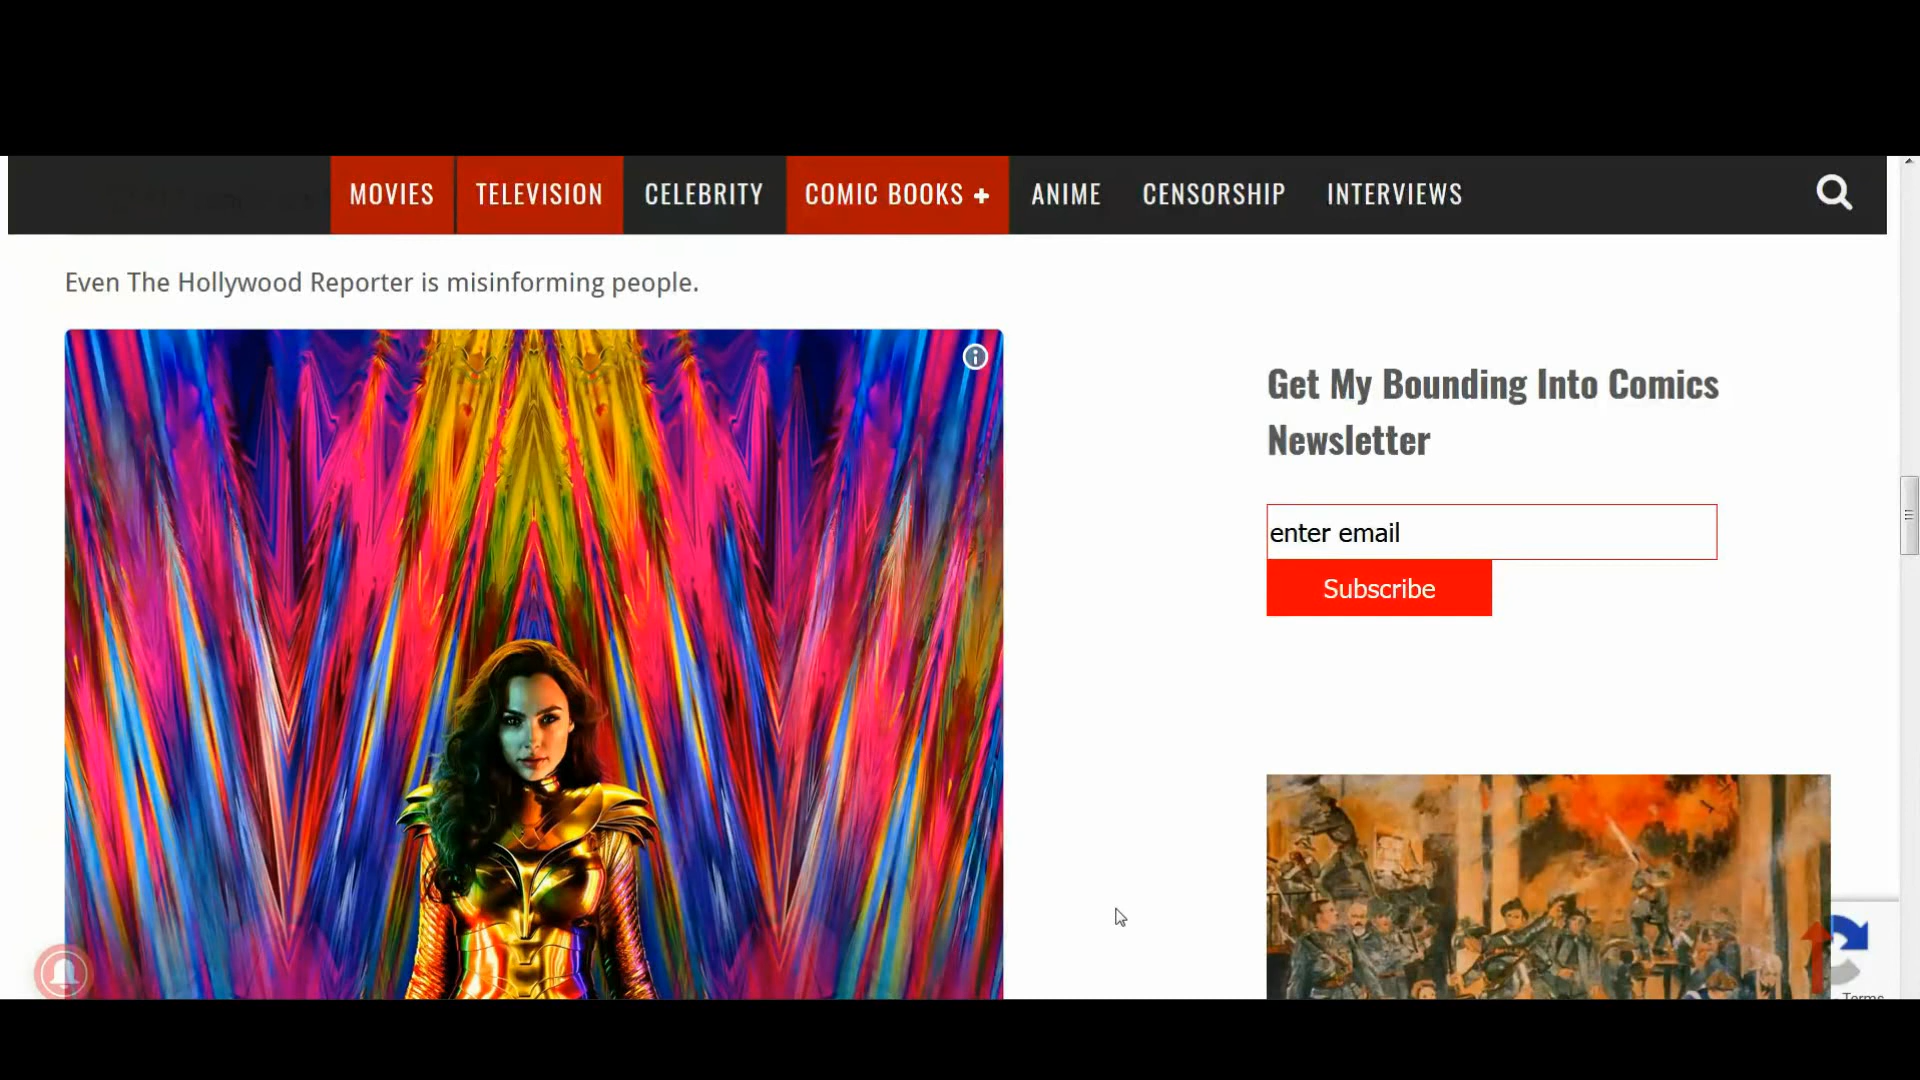 MOVIES TELEVISION CELEBRITY COMIC BOOKS + ANIME CENSORSHIP INTERVIEWS
Even The Hollywood Reporter is misinforming people.
Get My Bounding Into Comics
Newsletter
enter email
Subscribe
Terms